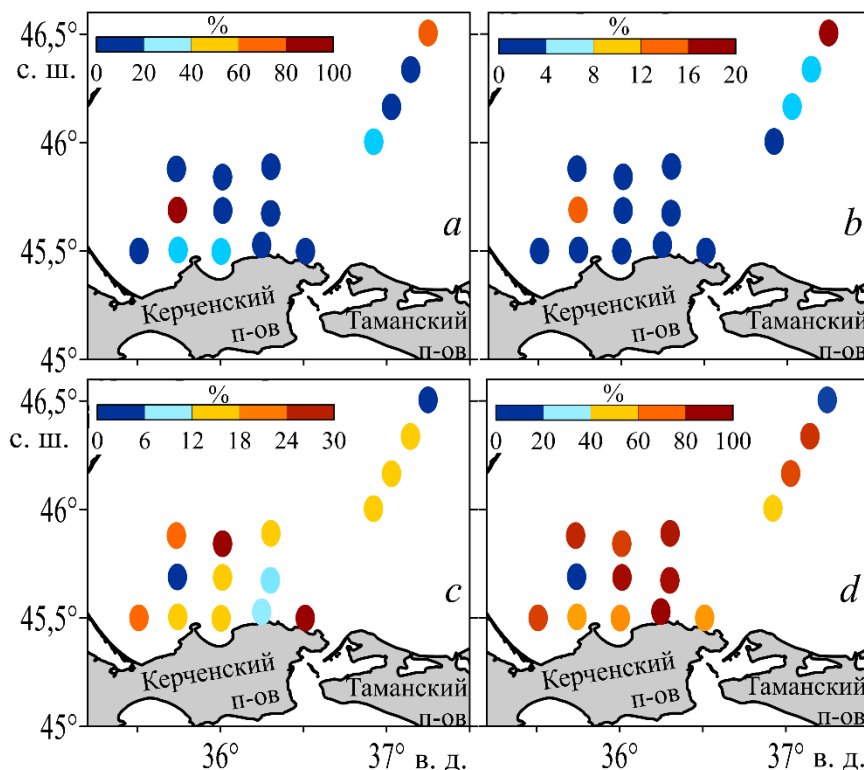 %
0 20 40 60 80 100
%
0 4 8 12 16 20
46,5°
с. ш.
46°
45,5°
45°
a
b
Керченский
п-ов
Таманский
п-ов
Керченский
п-ов
Таманский
п-ов
%
0 6 12 18 24 30
%
0 20 40 60 80 100
46,5°
с. ш.
46°
45,5°
45°
c
d
Керченский
п-ов
Таманский
п-ов
Керченский
п-ов
Таманский
п-ов
36° 37° в. д.
36° 37° в. д.